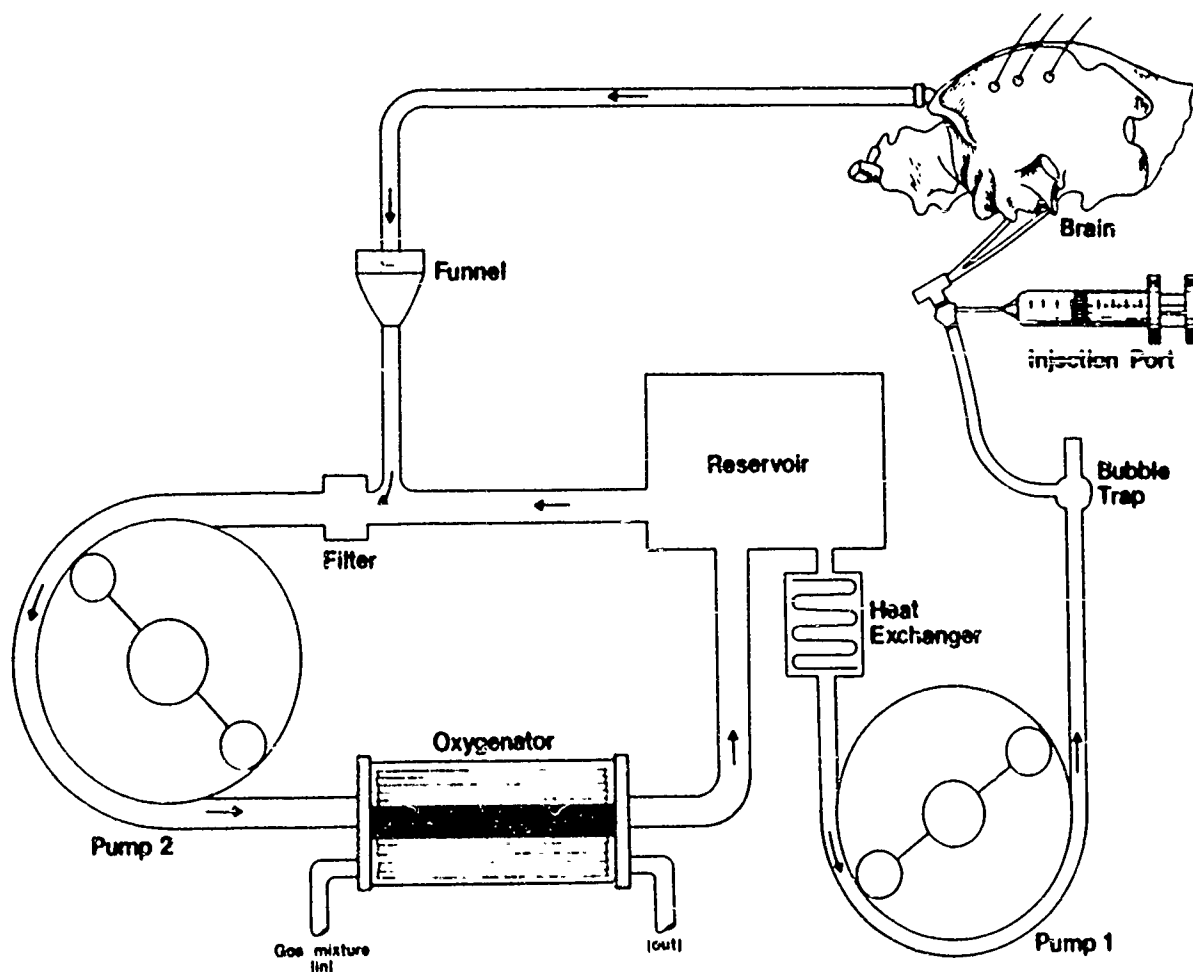 Brain
Funnel
Injection Port
Reservoir
Bubble
Trap
Filter
Heat
Exchanger
Oxygenator
Pump 2
Gas mixture
[in]
[out]
Pump 1